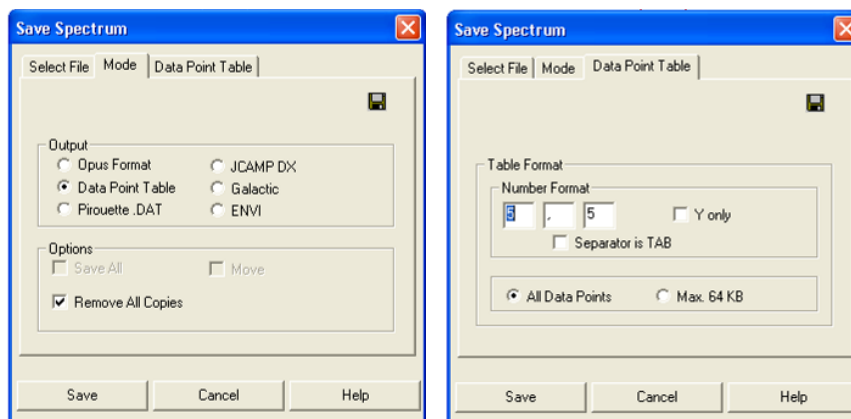 Save Spectrum
Select File Mode Data Point Table
Output
Opus Format JCAMP DX
Data Point Table Galactic
Pirouette .DAT ENVI
Options
Save All Move
Remove All Copies
Save Cancel Help
Save Spectrum
Select File Mode Data Point Table
Table Format
Number Format
5 , 5 Y only
Separator is TAB
All Data Points Max. 64 KB
Save Cancel Help